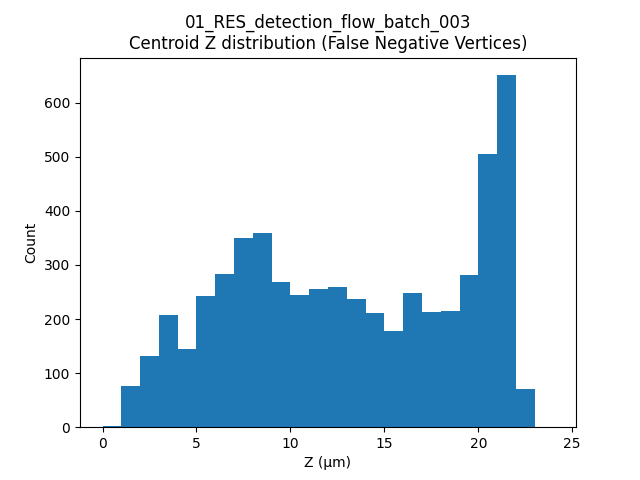 01_RES_detection_flow_batch_003
Centroid Z distribution (False Negative Vertices)
600
500
400
300
200
100
0
Count
0 5 10 15 20 25
Z (μm)